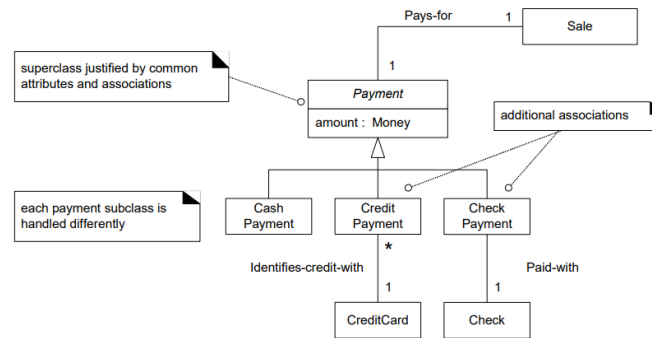 Pays-for
1
Sale
superclass justified by common
attributes and associations
1
Payment
amount : Money
additional associations
each payment subclass is
handled differently
Cash
Payment
Credit
Payment
Check
Payment
*
Identifies-credit-with
Paid-with
1
1
CreditCard
Check